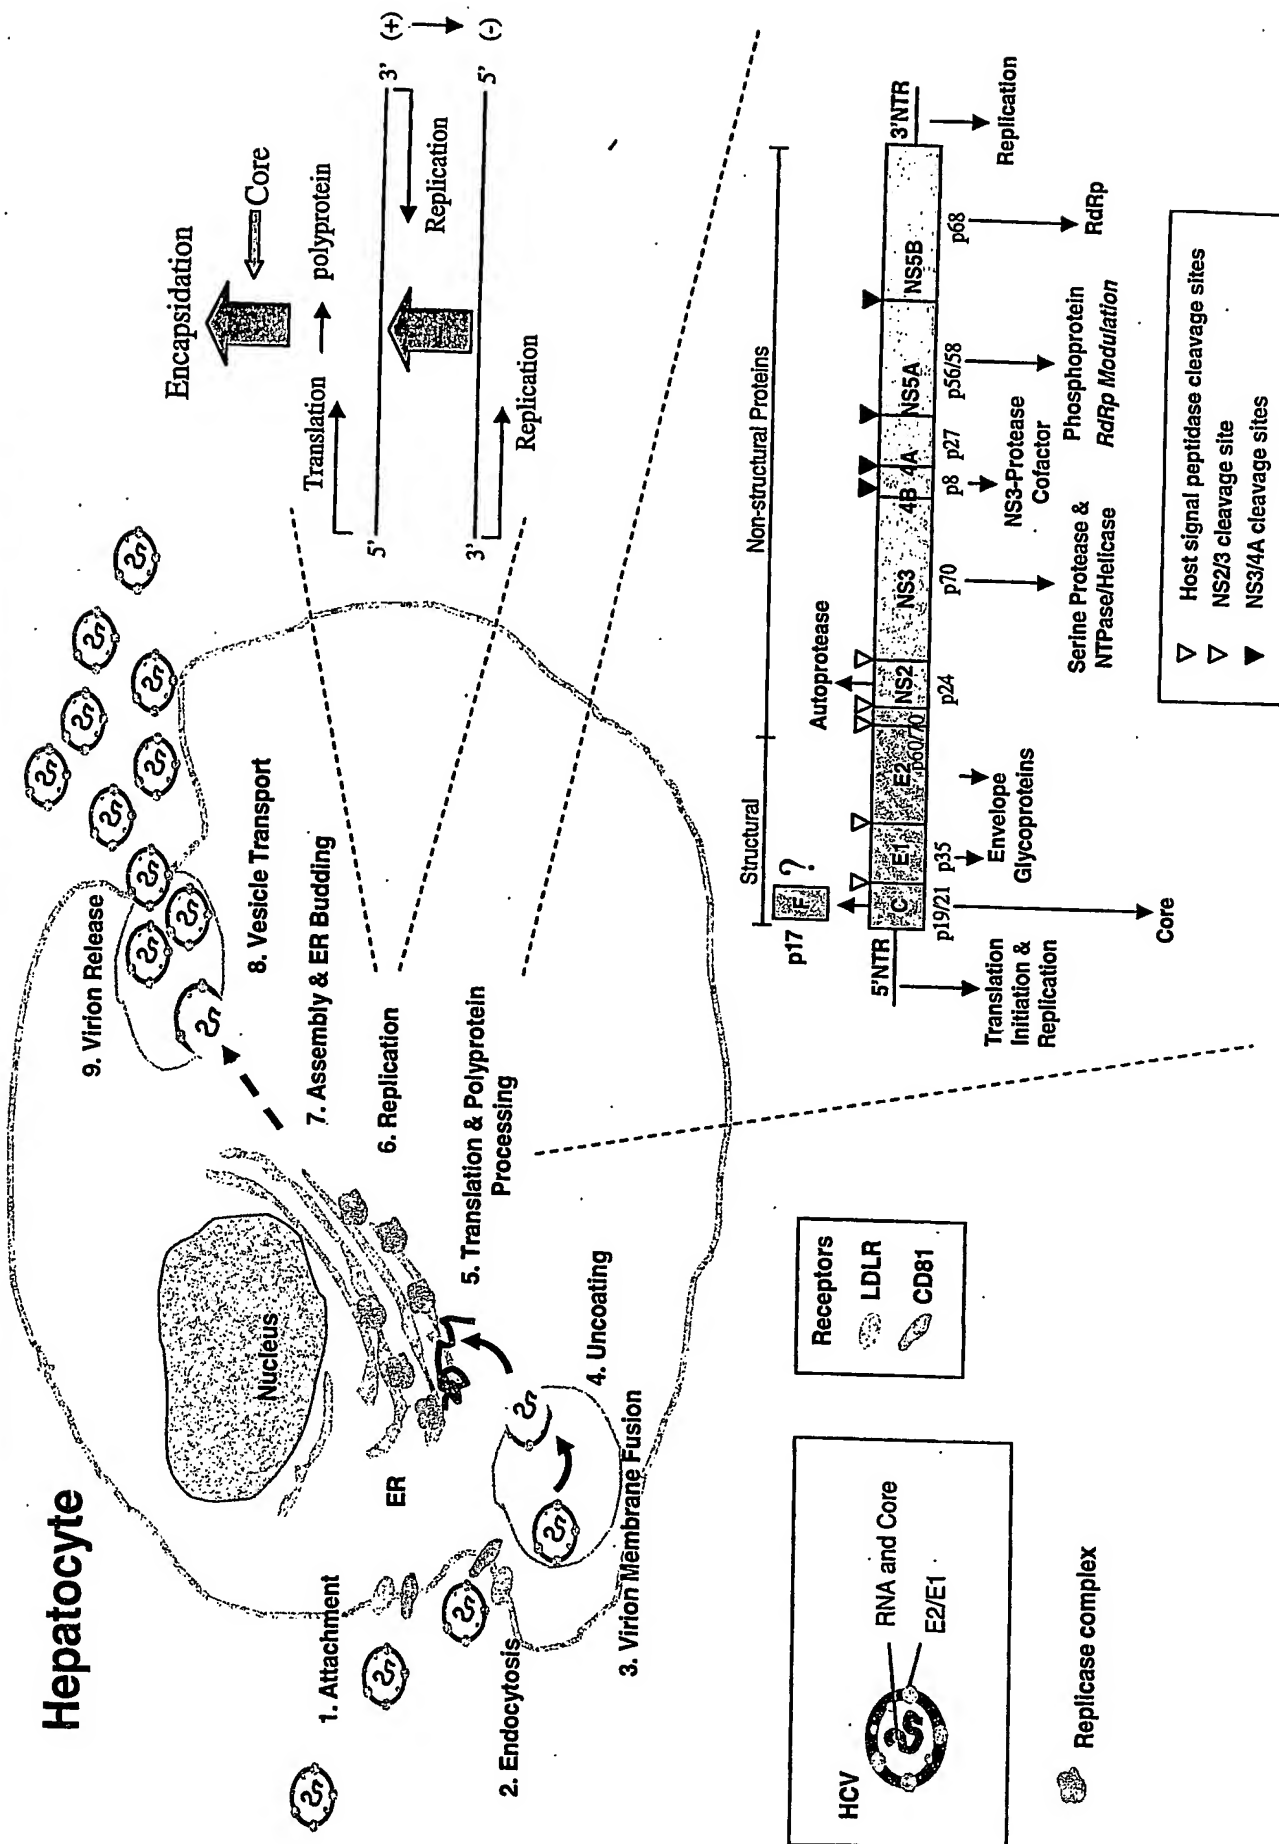 Hepatocyte
1. Attachment
2. Endocytosis
3. Virion Membrane Fusion
4. Uncoating
5. Translation & Polyprotein
Processing
6. Replication
7. Assembly & ER Budding
8. Vesicle Transport
9. Virion Release
Nucleus
ER
Encapsidation
Core
Translation
polyprotein
5'
3'
(+)
Replication
3'
5'
(-)
Replication
HCV
RNA and Core
E2/E1
Replicase complex
Receptors
LDLR
CD81
Structural
Non-structural Proteins
p17
F
?
Autoprotease
5'NTR
C
E1
E2
NS2
NS3
4B
4A
NS5A
NS5B
3'NTR
p19/21
p35
p60/70
p24
p70
p8
p27
p56/58
p68
Translation
Initiation &
Replication
Core
Envelope
Glycoproteins
Serine Protease &
NTPase/Helicase
NS3-Protease
Cofactor
Phosphoprotein
RdRp Modulation
RdRp
Replication
Host signal peptidase cleavage sites
NS2/3 cleavage site
NS3/4A cleavage sites